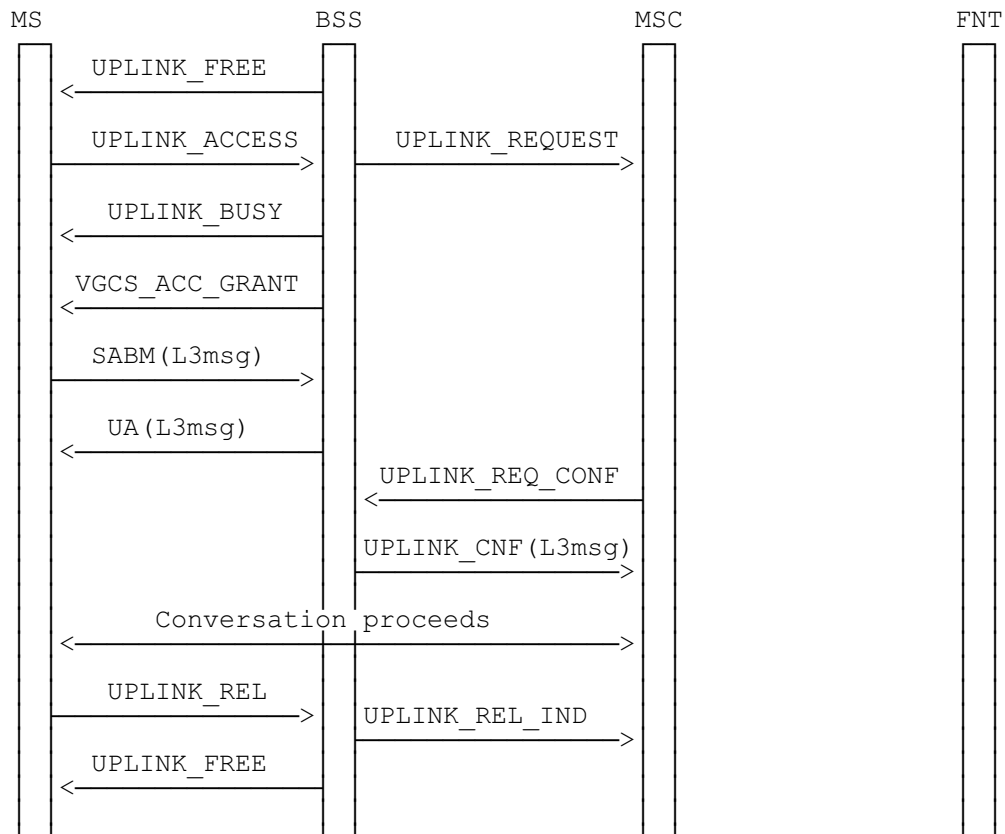 MS BSS MSC FNT
UPLINK_FREE
UPLINK_ACCESS UPLINK_REQUEST
UPLINK_BUSY
VGCS_ACC_GRANT
SABM(L3msg)
UA(L3msg)
UPLINK_REQ_CONF
UPLINK_CNF(L3msg)
Conversation proceeds
UPLINK_REL
UPLINK_REL_IND
UPLINK_FREE